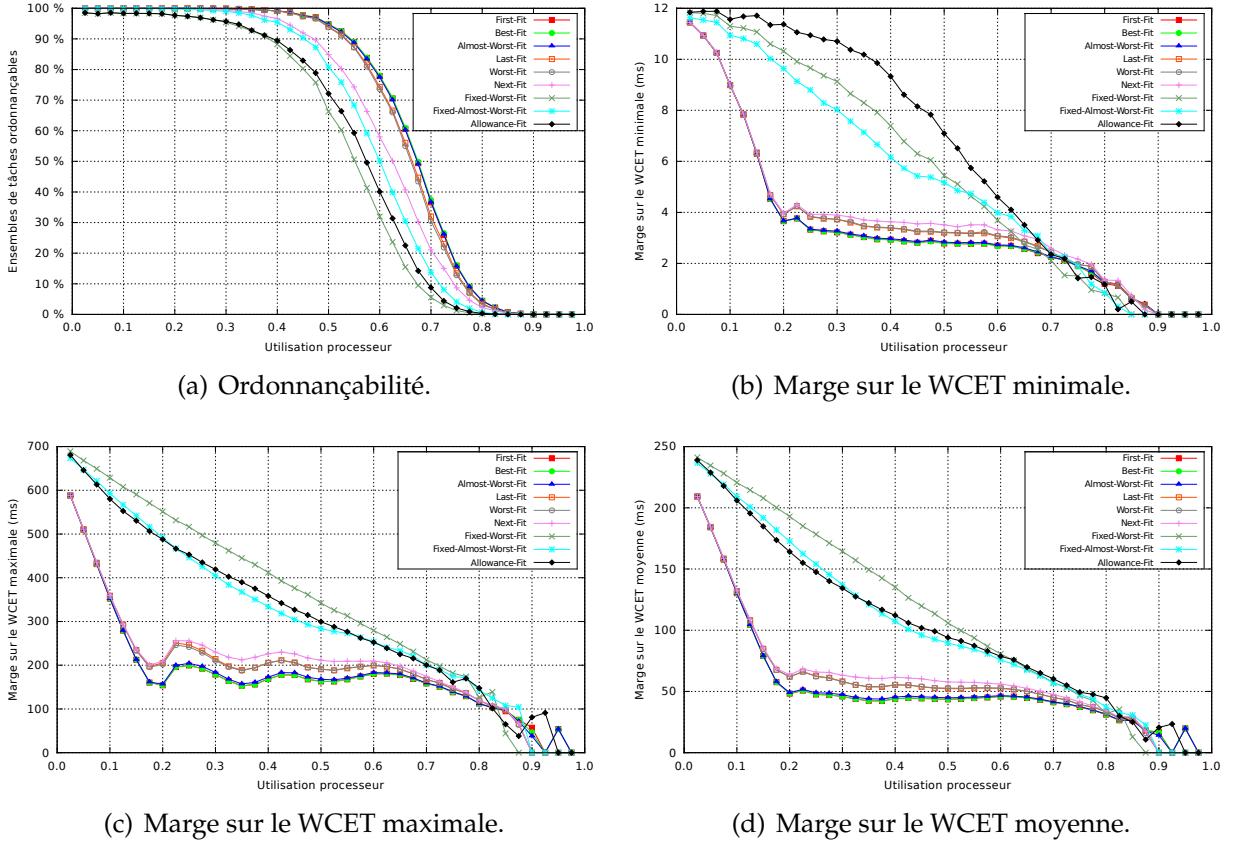 100 %
90 %
80 %
70 %
60 %
50 %
40 %
30 %
20 %
10 %
0 %
Ensembles de tâches ordonnançables
0.0 0.1 0.2 0.3 0.4 0.5 0.6 0.7 0.8 0.9 1.0
Utilisation processeur
First-Fit
Best-Fit
Almost-Worst-Fit
Last-Fit
Worst-Fit
Next-Fit
Fixed-Worst-Fit
Fixed-Almost-Worst-Fit
Allowance-Fit
(a) Ordonnançabilité.
12
10
8
6
4
2
0
Marge sur le WCET minimale (ms)
0.0 0.1 0.2 0.3 0.4 0.5 0.6 0.7 0.8 0.9 1.0
Utilisation processeur
First-Fit
Best-Fit
Almost-Worst-Fit
Last-Fit
Worst-Fit
Next-Fit
Fixed-Worst-Fit
Fixed-Almost-Worst-Fit
Allowance-Fit
(b) Marge sur le WCET minimale.
700
600
500
400
300
200
100
0
Marge sur le WCET maximale (ms)
0.0 0.1 0.2 0.3 0.4 0.5 0.6 0.7 0.8 0.9 1.0
Utilisation processeur
First-Fit
Best-Fit
Almost-Worst-Fit
Last-Fit
Worst-Fit
Next-Fit
Fixed-Worst-Fit
Fixed-Almost-Worst-Fit
Allowance-Fit
(c) Marge sur le WCET maximale.
250
200
150
100
50
0
Marge sur le WCET moyenne (ms)
0.0 0.1 0.2 0.3 0.4 0.5 0.6 0.7 0.8 0.9 1.0
Utilisation processeur
First-Fit
Best-Fit
Almost-Worst-Fit
Last-Fit
Worst-Fit
Next-Fit
Fixed-Worst-Fit
Fixed-Almost-Worst-Fit
Allowance-Fit
(d) Marge sur le WCET moyenne.